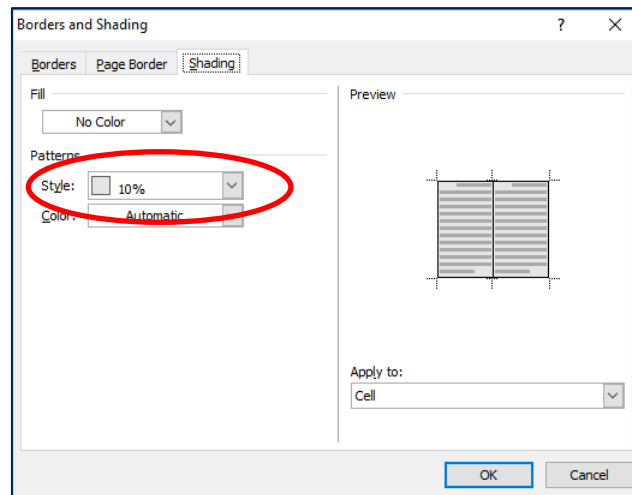 Borders and Shading ?
Borders Page Border Shading
Fill
No Color
Patterns
Style: 10%
Color: Automatic
Preview
Apply to:
Cell
OK Cancel